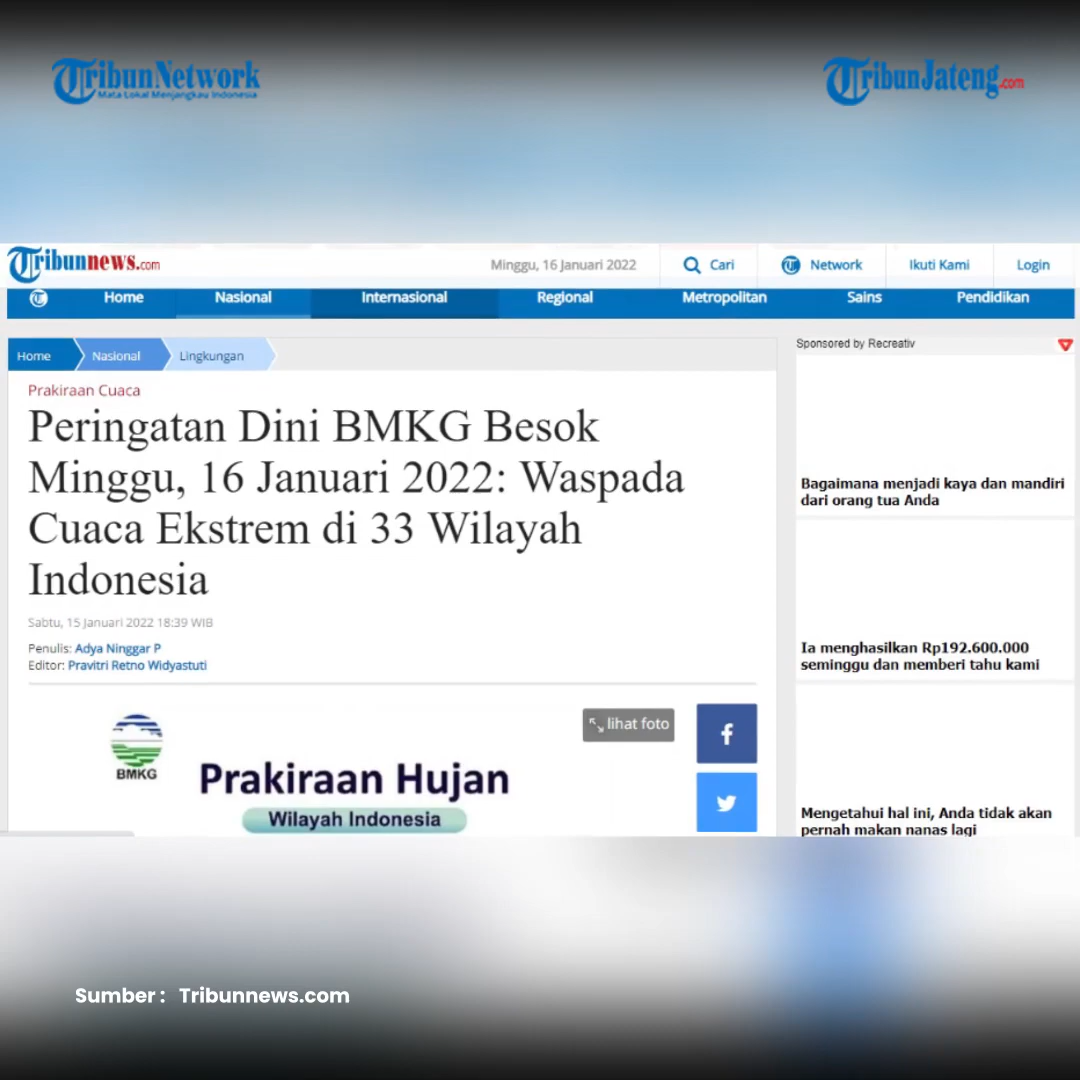 TribunNetwork
Mata Lokal Menjangkau Indonesia
TribunJateng.com
Tribunnews.com
Minggu, 16 Januari 2022
Cari
Network
Ikuti Kami
Login
Home
Nasional
Internasional
Regional
Metropolitan
Sains
Pendidikan
Home
Nasional
Lingkungan
Prakiraan Cuaca
Peringatan Dini BMKG Besok
Minggu, 16 Januari 2022: Waspada
Cuaca Ekstrem di 33 Wilayah
Indonesia
Sabtu, 15 Januari 2022 18:39 WIB
Penulis: Adya Ninggar P
Editor: Pravitri Retno Widyastuti
lihat foto
BMKG
Prakiraan Hujan
Wilayah Indonesia
Sponsored by Recreativ
Bagaimana menjadi kaya dan mandiri
dari orang tua Anda
Ia menghasilkan Rp192.600.000
seminggu dan memberi tahu kami
Mengetahui hal ini, Anda tidak akan
pernah makan nanas lagi
Sumber : Tribunnews.com